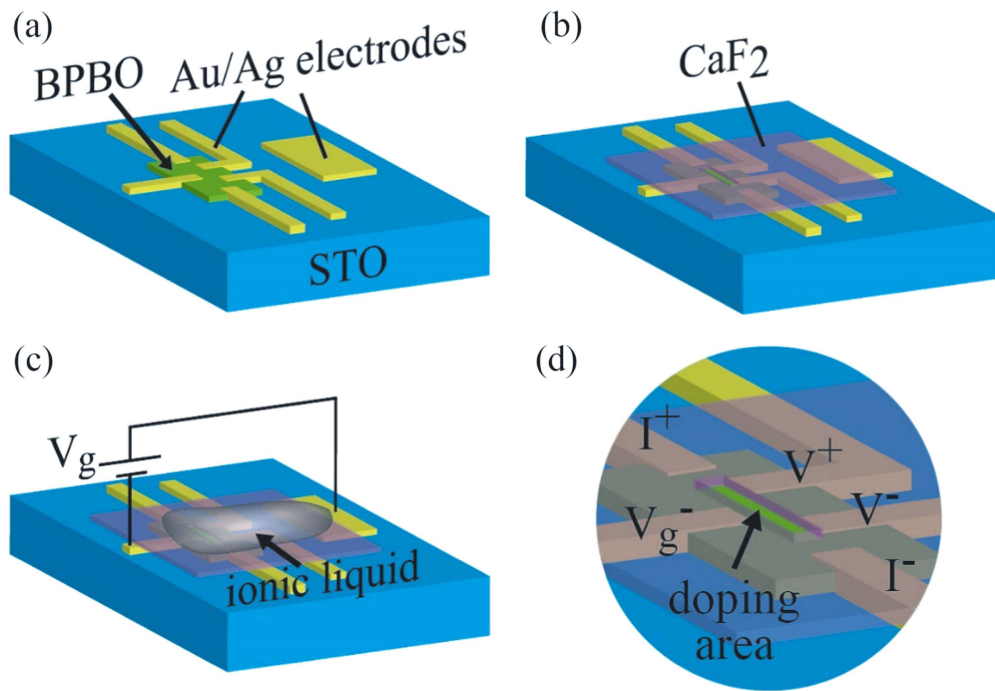 (a)
BPBO
Au/Ag electrodes
STO
(b)
CaF2
(c)
Vg
ionic liquid
(d)
I+
V+
V-
Vg-
I-
doping
area